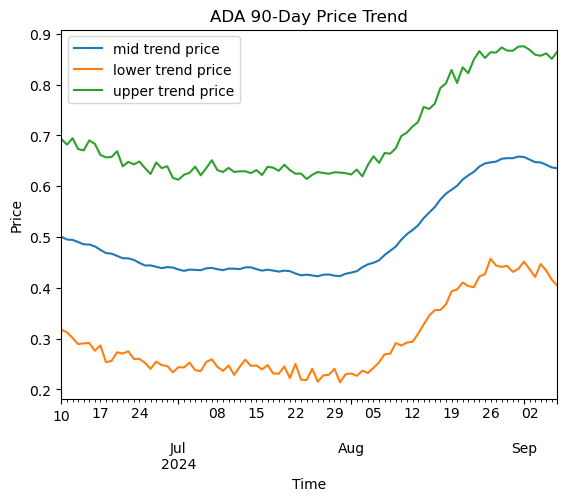 ADA 90-Day Price Trend
mid trend price
lower trend price
upper trend price
0.9
0.8
0.7
0.6
0.5
0.4
0.3
0.2
Price
10 17 24 08 15 22 29 05 12 19 26 02
Jul Aug Sep
2024
Time